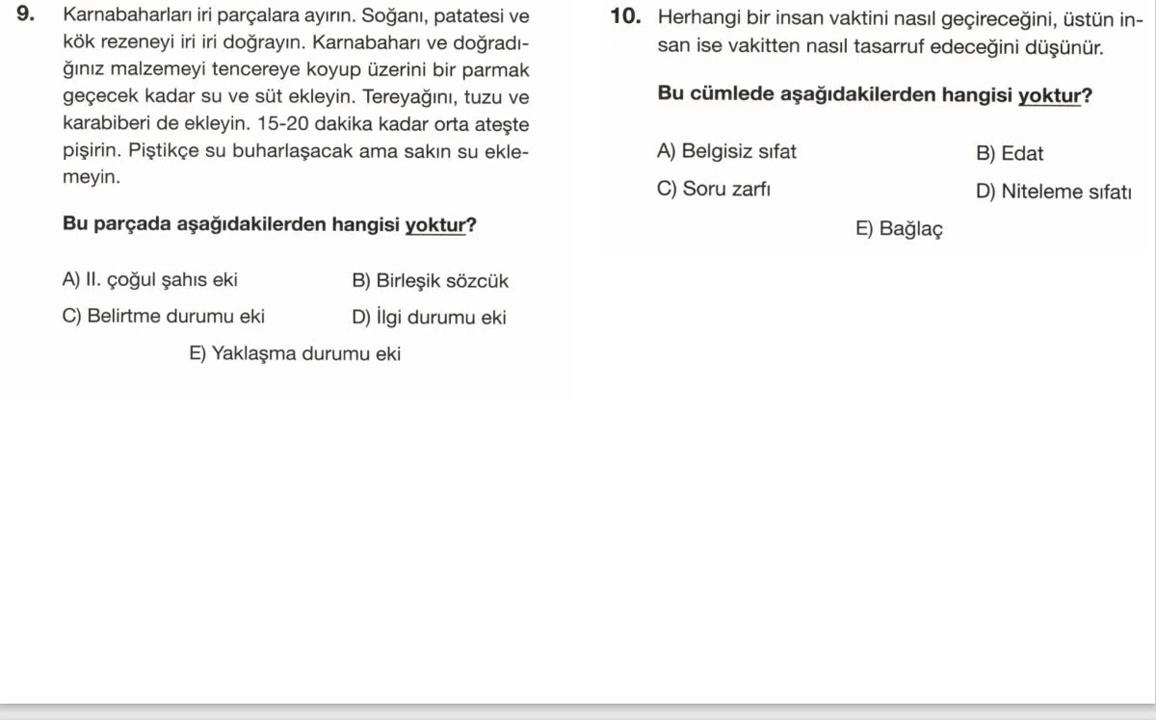 9. Karnabaharları iri parçalara ayırın. Soğanı, patatesi ve
kök rezeneyi iri iri doğrayın. Karnabaharı ve doğradı-
ğınız malzemeyi tencereye koyup üzerini bir parmak
geçecek kadar su ve süt ekleyin. Tereyağını, tuzu ve
karabiberi de ekleyin. 15-20 dakika kadar orta ateşte
pişirin. Piştikçe su buharlaşacak ama sakın su ekle-
meyin.
Bu parçada aşağıdakilerden hangisi yoktur?
A) II. çoğul şahıs eki
B) Birleşik sözcük
C) Belirtme durumu eki
D) İlgi durumu eki
E) Yaklaşma durumu eki
10. Herhangi bir insan vaktini nasıl geçireceğini, üstün in-
san ise vakitten nasıl tasarruf edeceğini düşünür.
Bu cümlede aşağıdakilerden hangisi yoktur?
A) Belgisiz sıfat
B) Edat
C) Soru zarfı
D) Niteleme sıfatı
E) Bağlaç